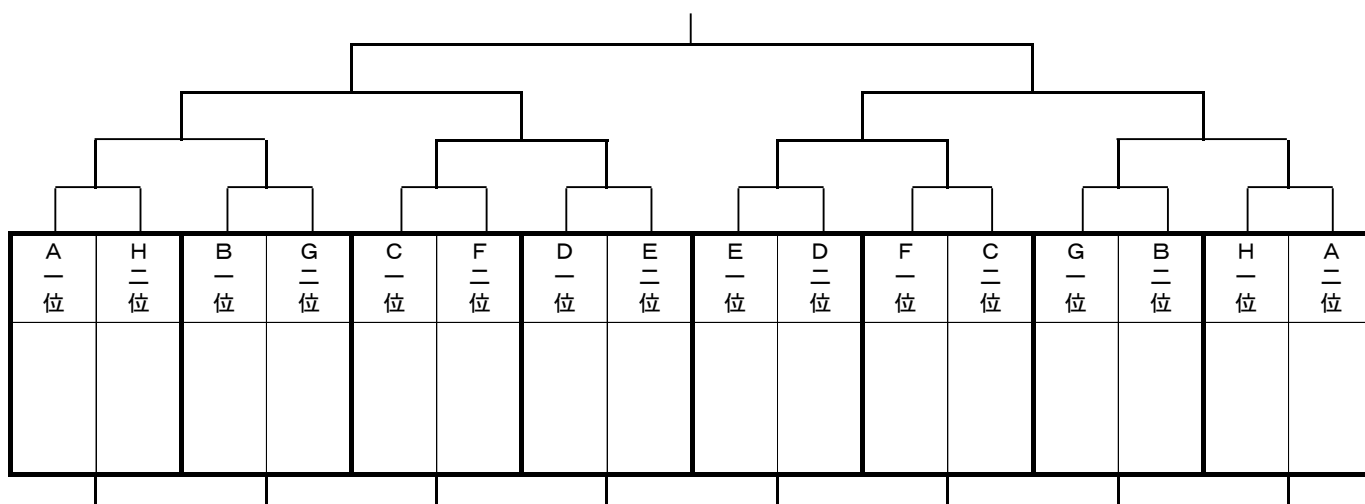 A一位
H二位
B一位
G二位
C一位
F二位
D一位
E二位
E一位
D二位
F一位
C二位
G一位
B二位
H一位
A二位